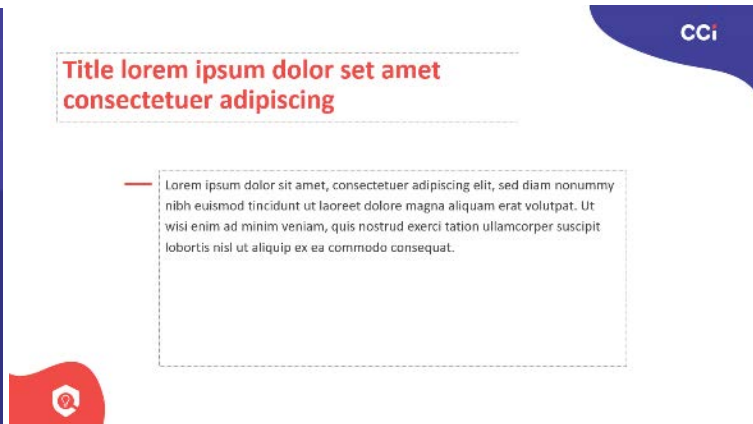 CCi
Title lorem ipsum dolor set amet
consectetuer adipiscing
Lorem ipsum dolor sit amet, consectetuer adipiscing elit, sed diam nonummy
nibh euismod tincidunt ut laoreet dolore magna aliquam erat volutpat. Ut
wisi enim ad minim veniam, quis nostrud exerci tation ullamcorper suscipit
lobortis nisl ut aliquip ex ea commodo consequat.